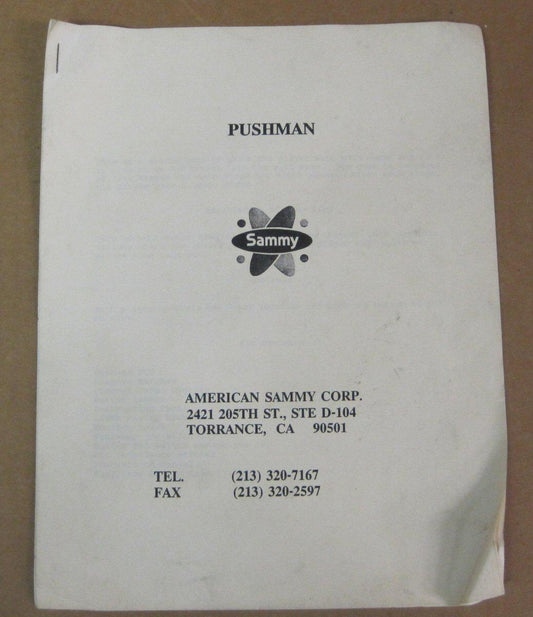 PUSHMAN
Sammy
AMERICAN SAMMY CORP.
2421 205TH ST., STE D-104
TORRANCE, CA 90501
TEL. (213) 320-7167
FAX (213) 320-2597